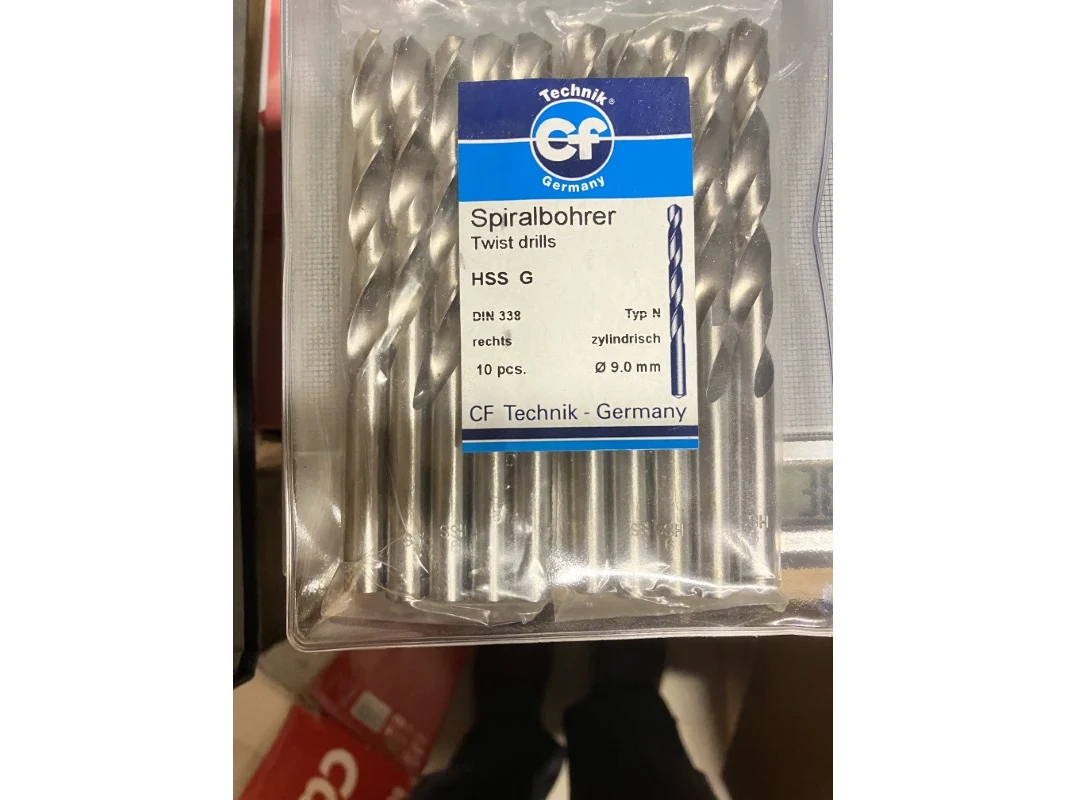 Technik®
Cf
Germany
Spiralbohrer
Twist drills
HSS G
DIN 338 Typ N
rechts zylindrisch
10 pcs. Ø 9.0 mm
CF Technik - Germany